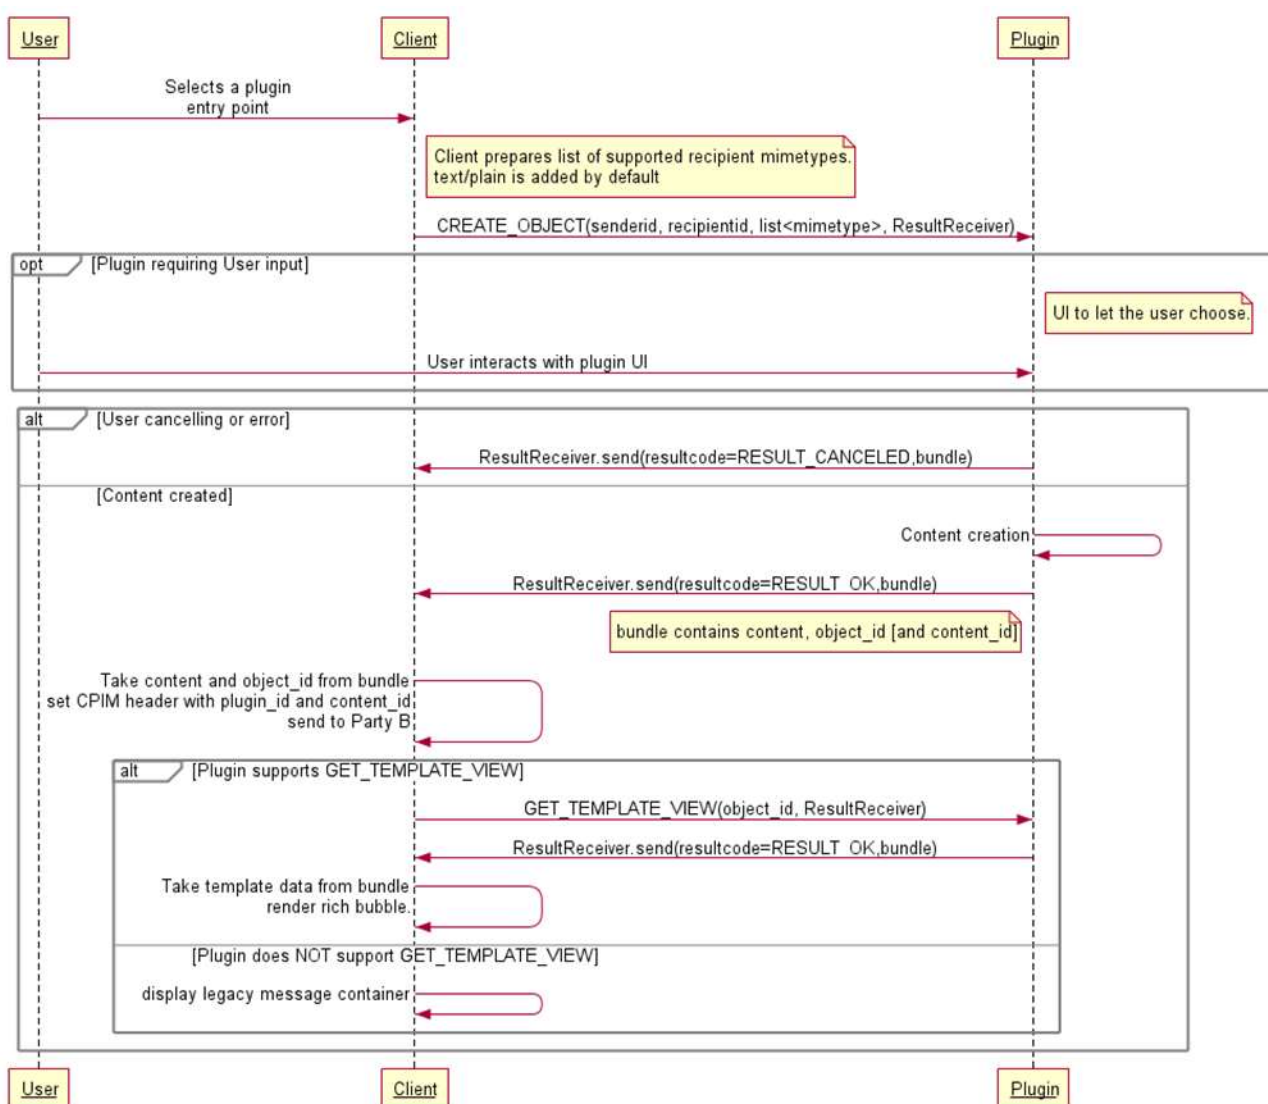 User
Client
Plugin
Selects a plugin
entry point
Client prepares list of supported recipient mimetypes.
text/plain is added by default
CREATE_OBJECT(senderid, recipientid, list<mimetype>, ResultReceiver)
opt
[Plugin requiring User input]
UI to let the user choose.
User interacts with plugin UI
alt
[User cancelling or error]
ResultReceiver.send(resultcode=RESULT_CANCELED,bundle)
[Content created]
Content creation
ResultReceiver.send(resultcode=RESULT_OK,bundle)
bundle contains content, object_id [and content_id]
Take content and object_id from bundle
set CPIM header with plugin_id and content_id
send to Party B
alt
[Plugin supports GET_TEMPLATE_VIEW]
GET_TEMPLATE_VIEW(object_id, ResultReceiver)
ResultReceiver.send(resultcode=RESULT_OK,bundle)
Take template data from bundle
render rich bubble.
[Plugin does NOT support GET_TEMPLATE_VIEW]
display legacy message container
User
Client
Plugin